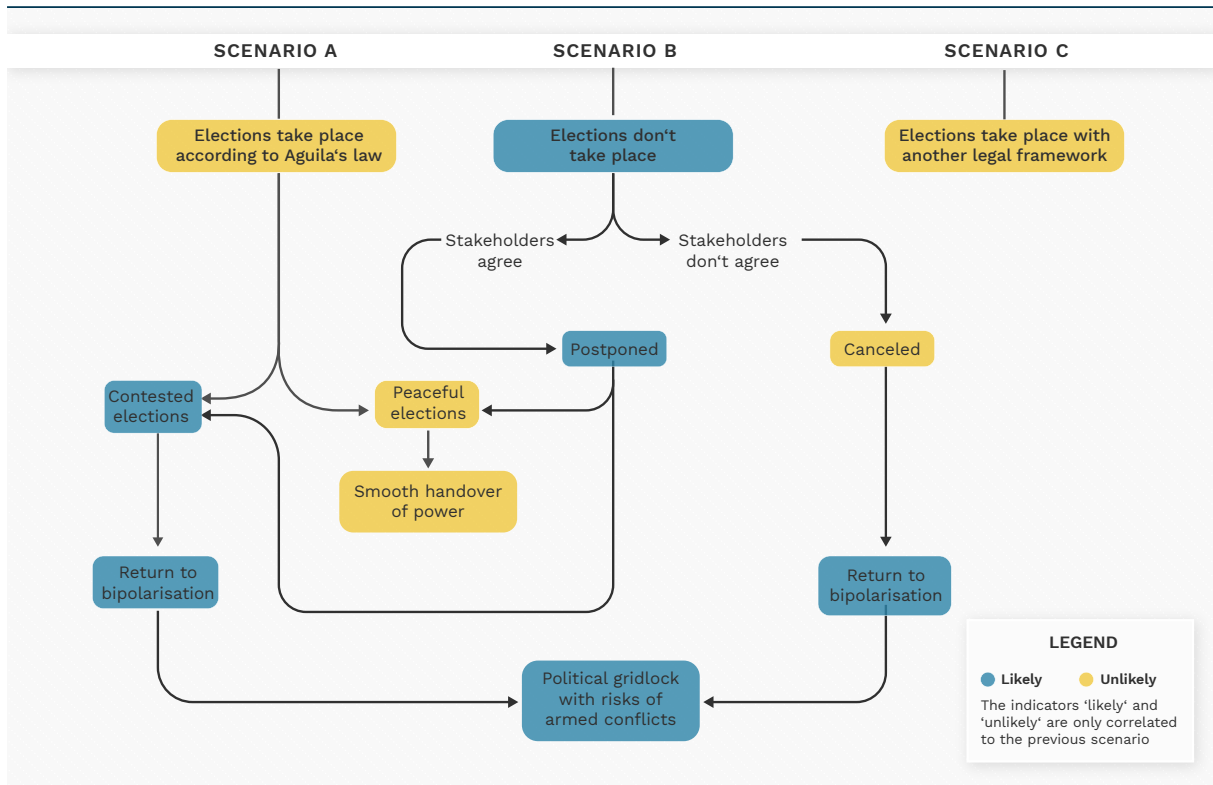 SCENARIO A
SCENARIO B
SCENARIO C
Elections take place
according to Aguila‘s law
Elections don‘t
take place
Elections take place with
another legal framework
Stakeholders
agree
Stakeholders
don‘t agree
Postponed
Canceled
Contested
elections
Peaceful
elections
Smooth handover
of power
Return to
bipolarisation
Return to
bipolarisation
Political gridlock
with risks of
armed conflicts
LEGEND
Likely
Unlikely
The indicators ‘likely‘ and
‘unlikely‘ are only correlated
to the previous scenario